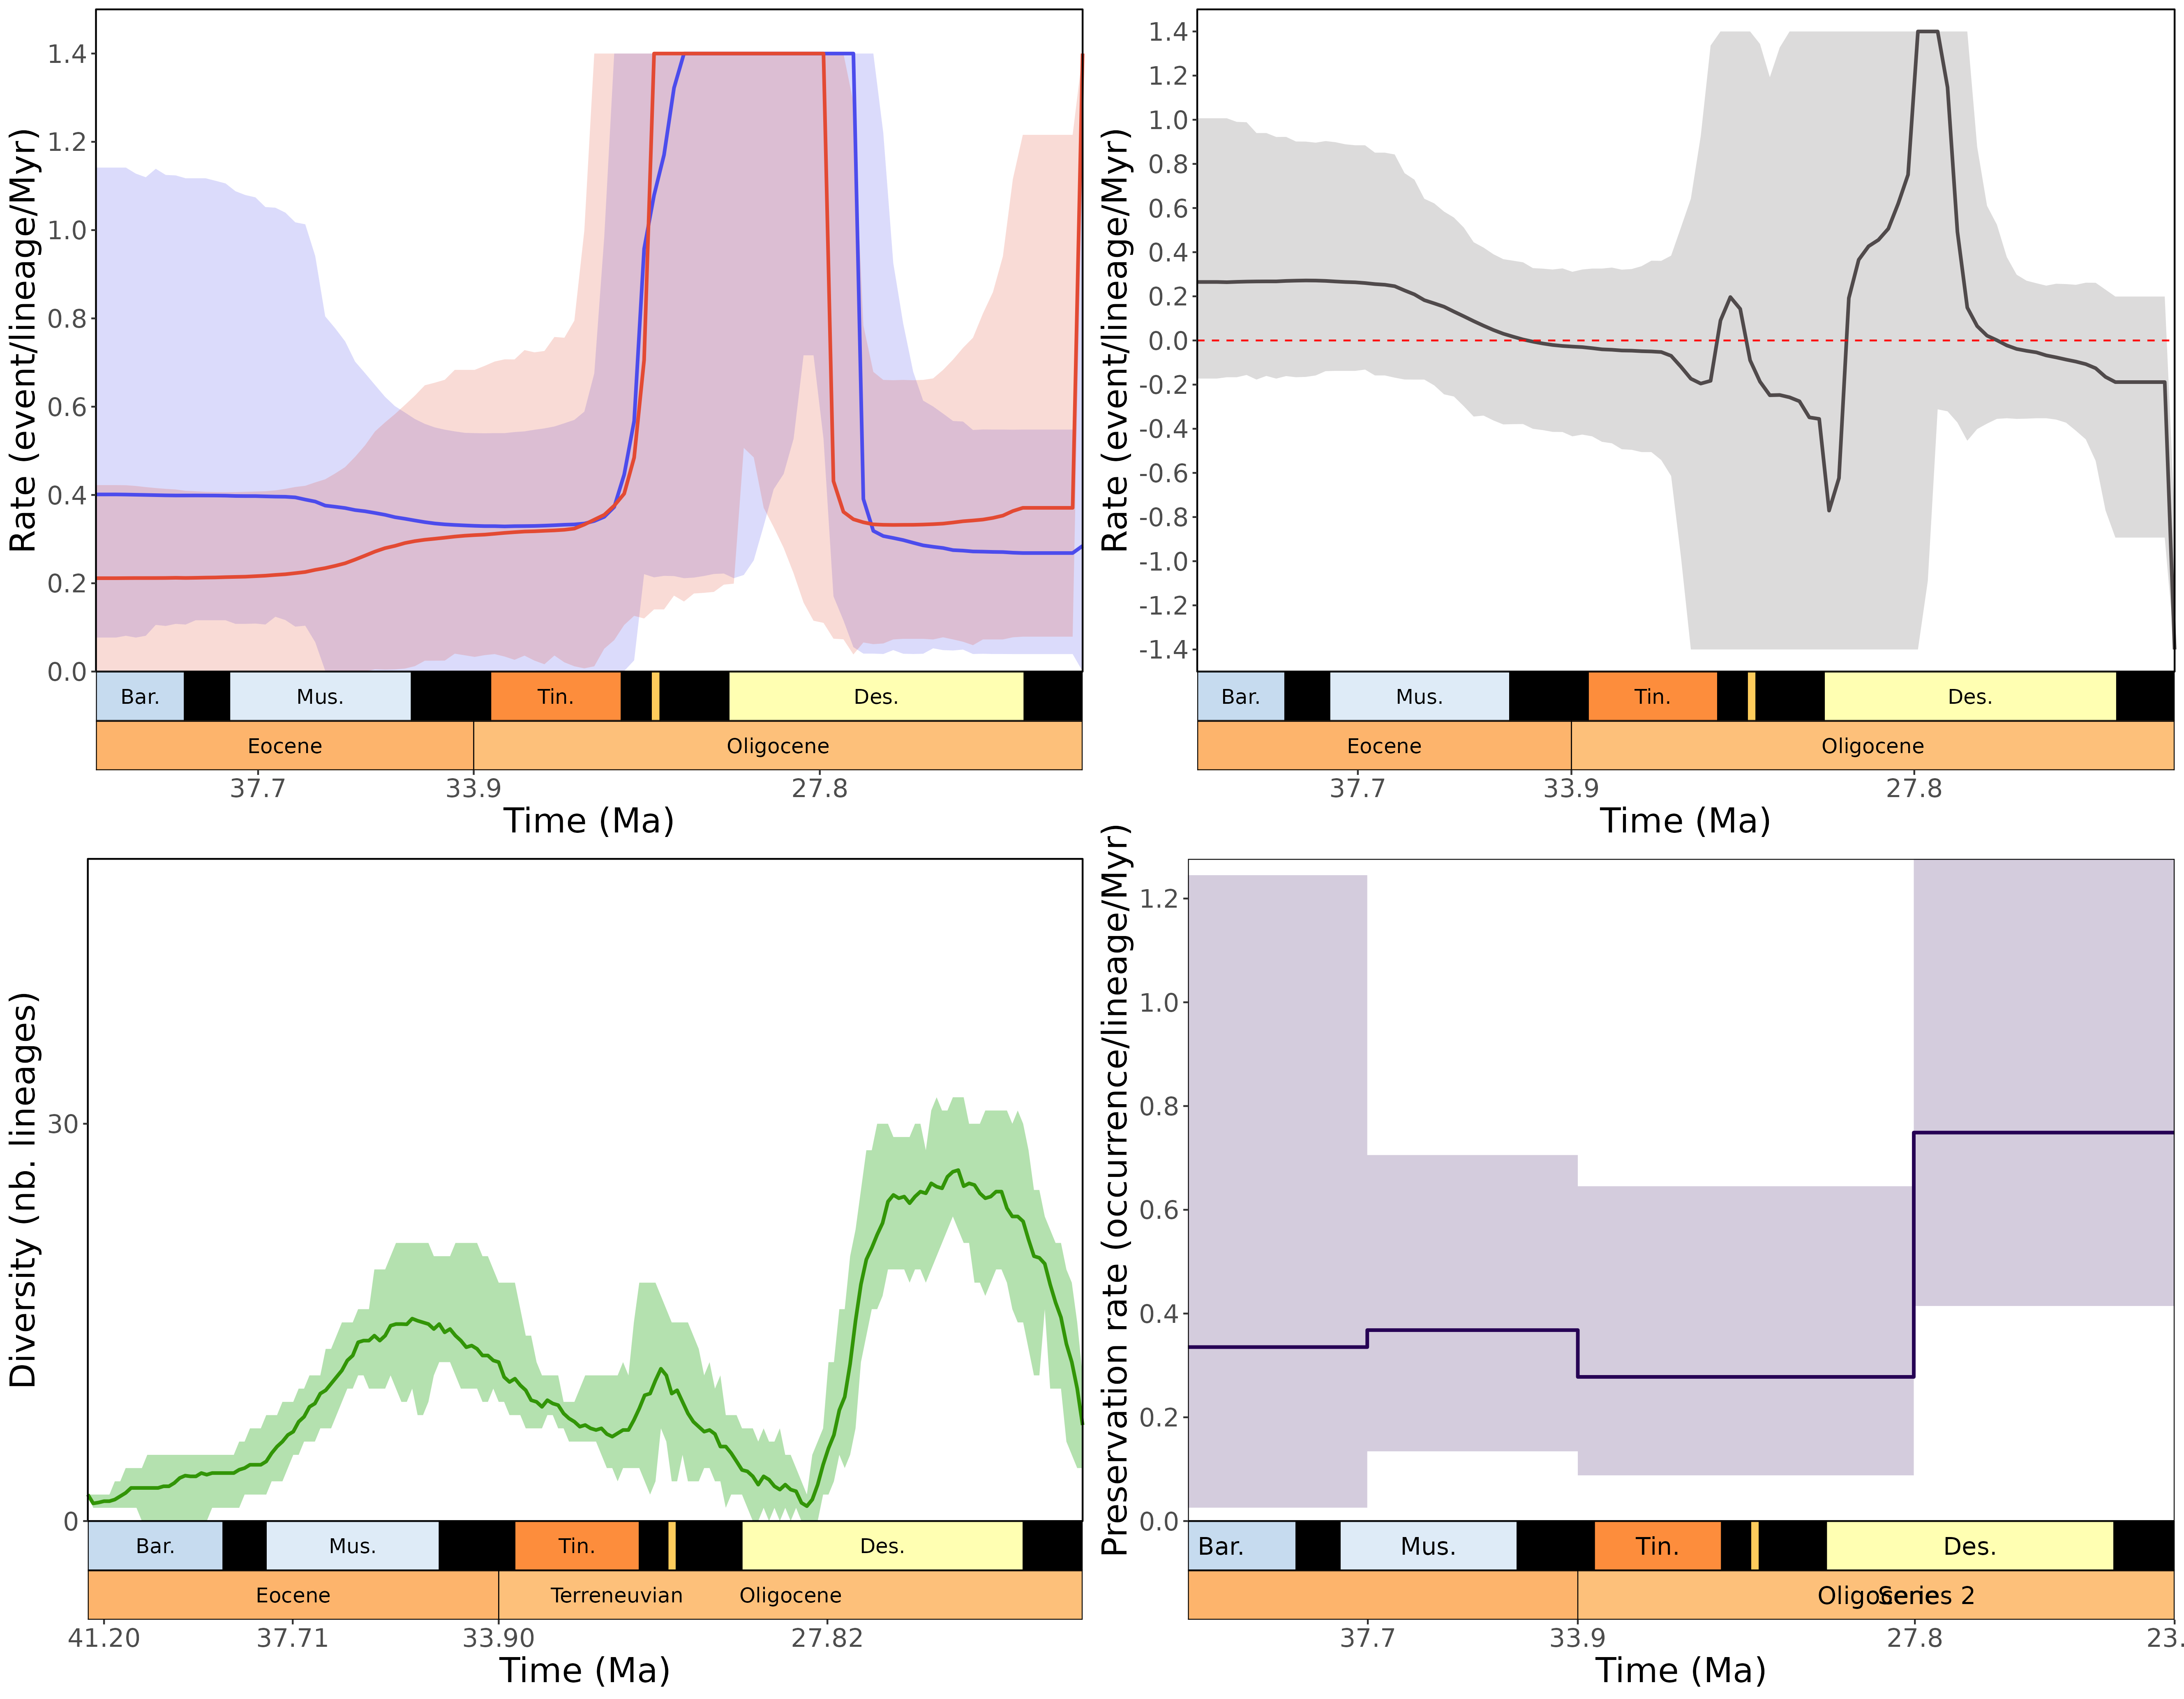 Rate (event/lineage/Myr)
1.4
1.2
1.0
0.8
0.6
0.4
0.2
0.0
Bar.
Mus.
Tin.
Des.
Eocene
Oligocene
37.7
33.9
27.8
Time (Ma)
Rate (event/lineage/Myr)
1.4
1.2
1.0
0.8
0.6
0.4
0.2
0.0
-0.2
-0.4
-0.6
-0.8
-1.0
-1.2
-1.4
Bar.
Mus.
Tin.
Des.
Eocene
Oligocene
37.7
33.9
27.8
Time (Ma)
Diversity (nb. lineages)
30
0
Bar.
Mus.
Tin.
Des.
Eocene
Terreneuvian
Oligocene
41.20
37.71
33.90
27.82
Time (Ma)
Preservation rate (occurrence/lineage/Myr)
1.2
1.0
0.8
0.6
0.4
0.2
0.0
Bar.
Mus.
Tin.
Des.
Oligocene
Series 2
37.7
33.9
27.8
23.
Time (Ma)